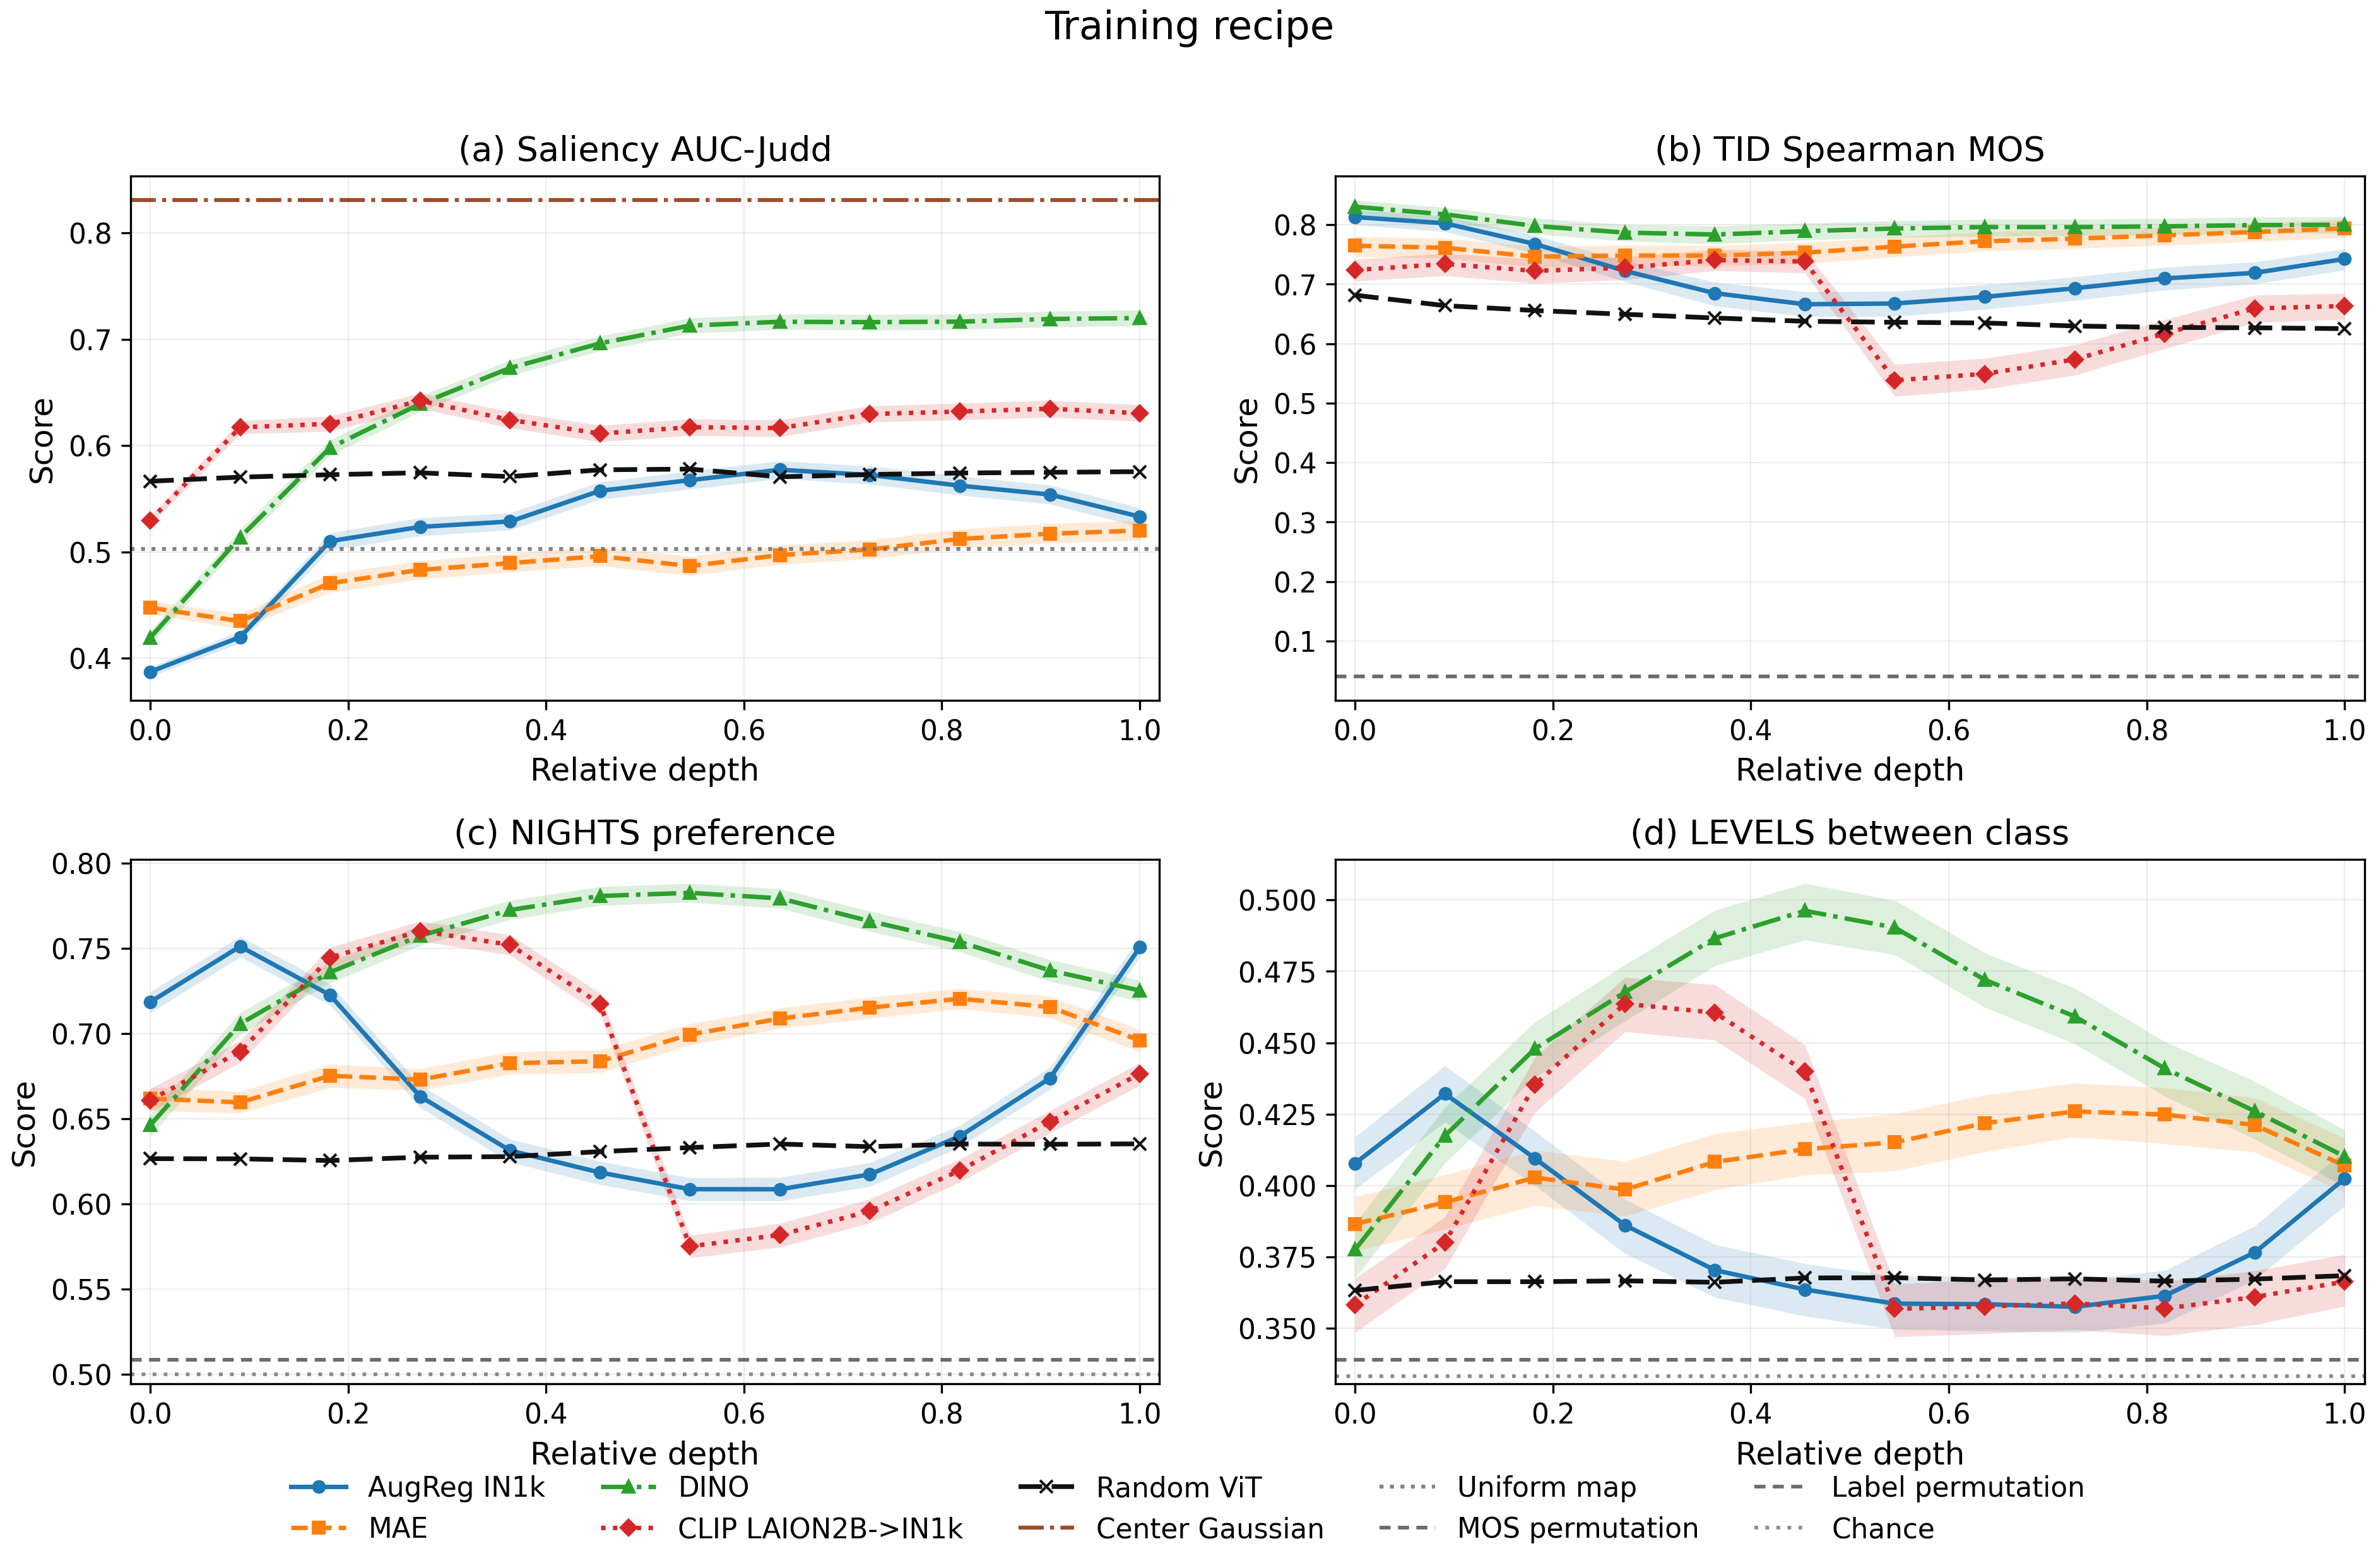 Training recipe
(a) Saliency AUC-Judd
Score
0.8
0.7
0.6
0.5
0.4
0.0 0.2 0.4 0.6 0.8 1.0
Relative depth
(b) TID Spearman MOS
Score
0.8
0.7
0.6
0.5
0.4
0.3
0.2
0.1
0.0 0.2 0.4 0.6 0.8 1.0
Relative depth
(c) NIGHTS preference
Score
0.80
0.75
0.70
0.65
0.60
0.55
0.50
0.0 0.2 0.4 0.6 0.8 1.0
Relative depth
(d) LEVELS between class
Score
0.500
0.475
0.450
0.425
0.400
0.375
0.350
0.0 0.2 0.4 0.6 0.8 1.0
Relative depth
AugReg IN1k DINO Random ViT Uniform map Label permutation
MAE CLIP LAION2B->IN1k Center Gaussian MOS permutation Chance